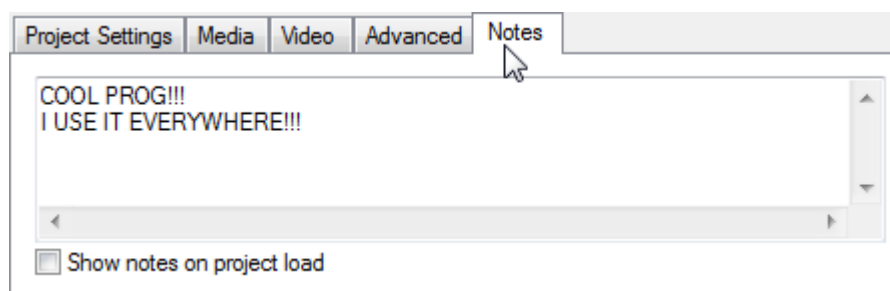 Project Settings Media Video Advanced Notes
COOL PROG!!!
I USE IT EVERYWHERE!!!
Show notes on project load